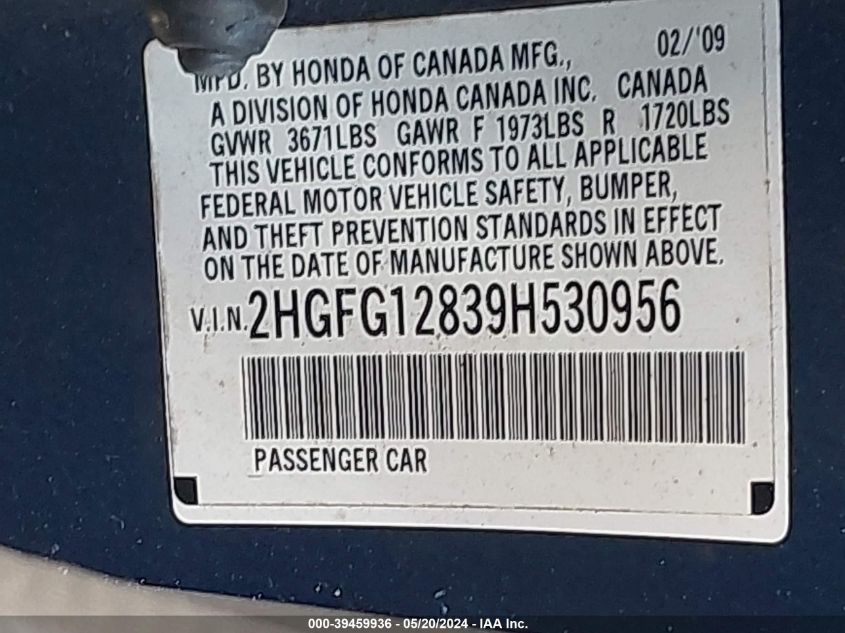 MFD. BY HONDA OF CANADA MFG., 02/'09
A DIVISION OF HONDA CANADA INC. CANADA
GVWR 3671LBS GAWR F 1973LBS R 1720LBS
THIS VEHICLE CONFORMS TO ALL APPLICABLE
FEDERAL MOTOR VEHICLE SAFETY, BUMPER,
AND THEFT PREVENTION STANDARDS IN EFFECT
ON THE DATE OF MANUFACTURE SHOWN ABOVE.
V.I.N. 2HGFG12839H530956
PASSENGER CAR
000-39459936 - 05/20/2024 - IAA Inc.